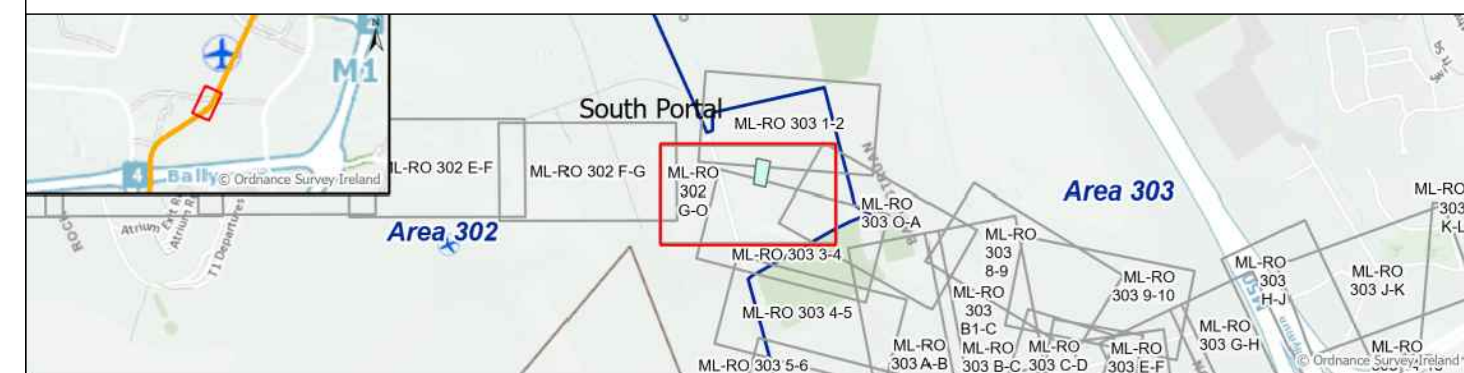 N
M1
4
Bally
© Ordnance Survey Ireland
South Portal
ML-RO 303 1-2
ML-RO 302 F-G
ML-RO
302
G-O
Area 303
ML-RO
303 O-A
Area 302
ROCK
Atrium
Atrium Rd
T1 Departures
ML-RO 303 3-4
ML-RO
303
8-9
ML-RO
303 9-10
ML-RO
303
H-J
ML-RO
303 J-K
ML-RO
303
ML-RO
303
B1-C
ML-RO 303 4-5
ML-RO
303 G-H
ML-RO 303 5-6
ML-RO
303 A-B
ML-RO
303 B-C
ML-RO
303 C-D
ML-RO
303 E-F
ML-RO
© Ordnance Survey Ireland